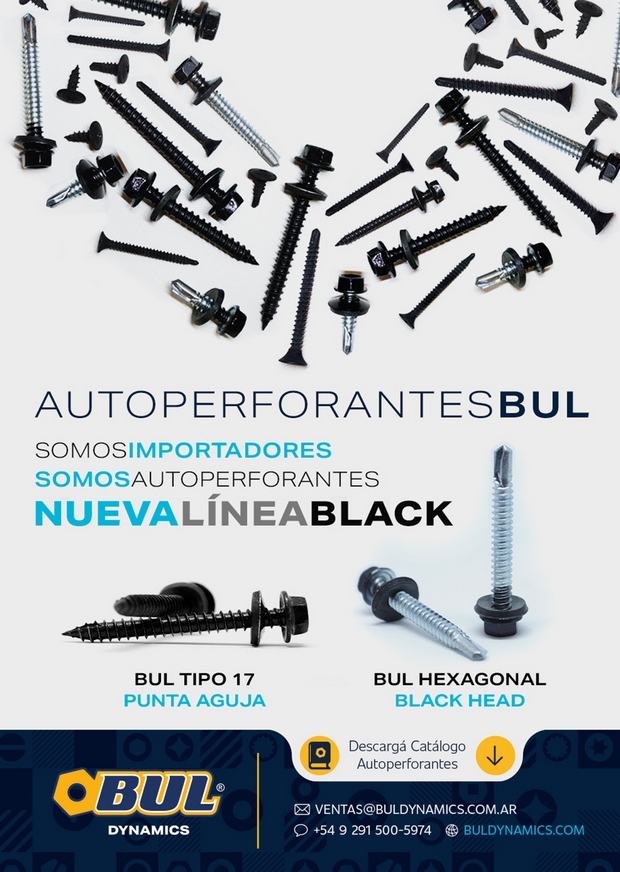 AUTOPERFORANTESBUL
SOMOSIMPORTADORES
SOMOSAUTOPERFORANTES
NUEVALÍNEABLACK
BUL TIPO 17
PUNTA AGUJA
BUL HEXAGONAL
BLACK HEAD
Descargá Catálogo
Autoperforantes
BUL®
DYNAMICS
VENTAS@BULDYNAMICS.COM.AR
+54 9 291 500-5974 BULDYNAMICS.COM